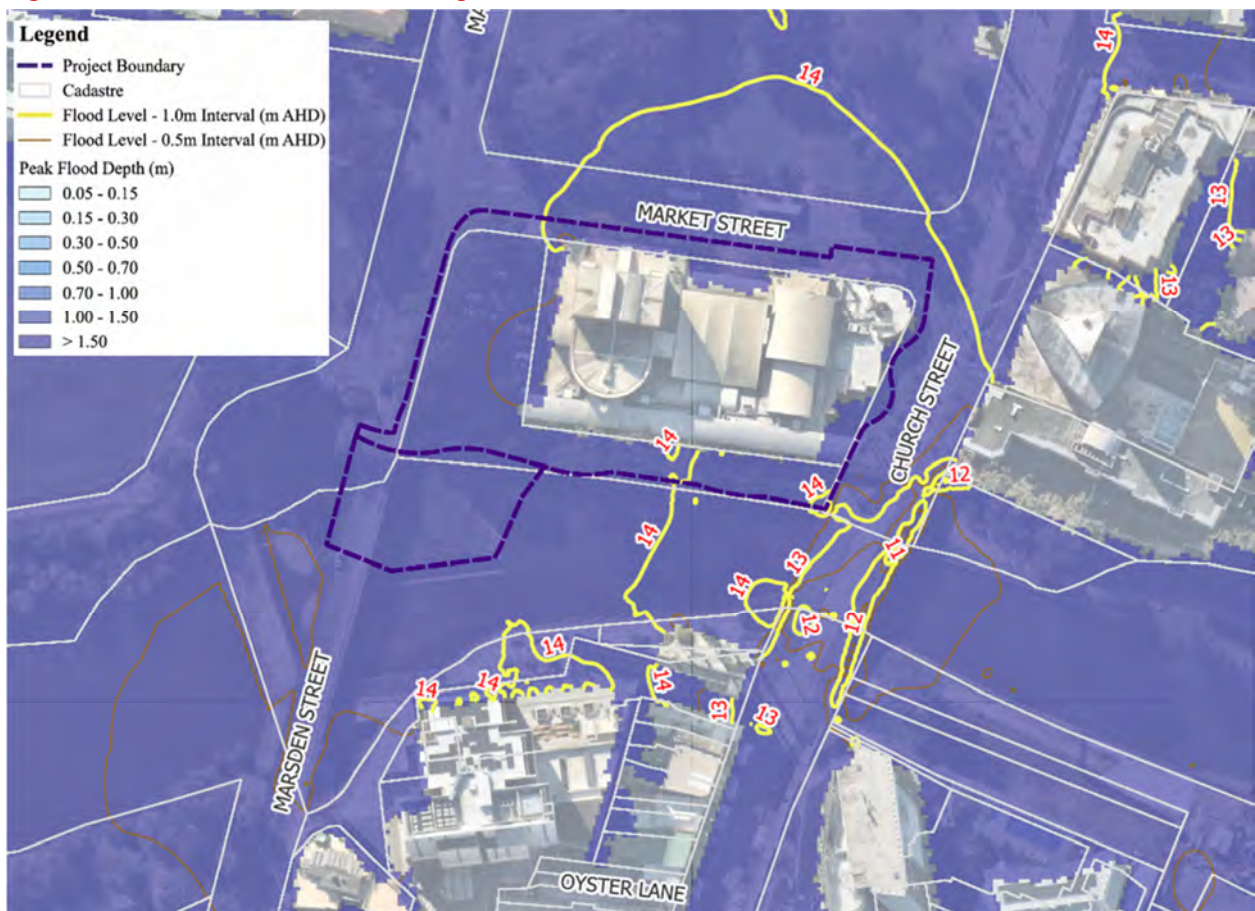 Legend
Project Boundary
Cadastre
Flood Level - 1.0m Interval (m AHD)
Flood Level - 0.5m Interval (m AHD)
Peak Flood Depth (m)
0.05 - 0.15
0.15 - 0.30
0.30 - 0.50
0.50 - 0.70
0.70 - 1.00
1.00 - 1.50
> 1.50
MA
14
14
13
13
13
MARKET STREET
CHURCH STREET
14
14
12
14
13
11
14
12
12
14
14
14
14
13
13
MARSDEN STREET
OYSTER LANE